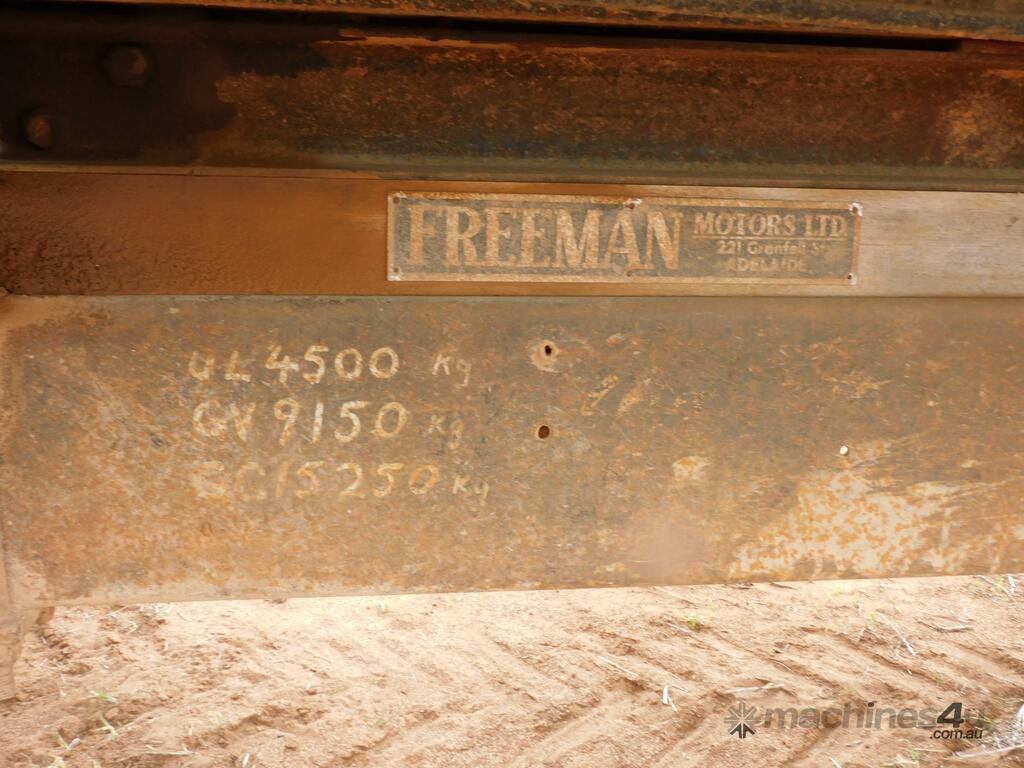 FREEMAN MOTORS LTD.
221 Grenfell St.
ADELAIDE
UL 4500 Kg
GV 9150 Kg
GC 15250 Kg
machines4u
.com.au